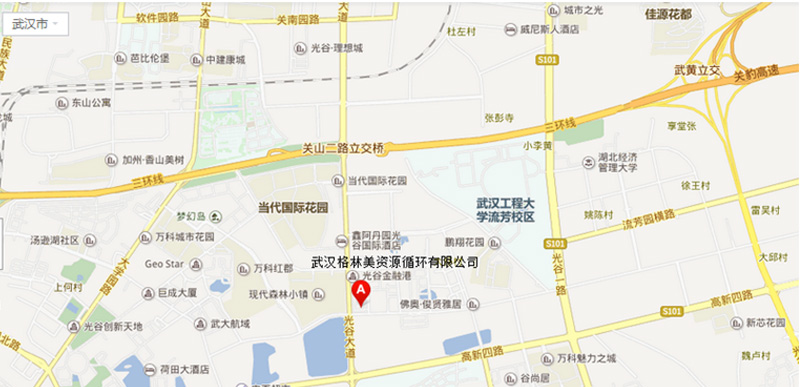 武汉市
软件园路
关南园路
城市之光
佳源花都
杜左村
威尼斯人酒店
光谷·理想城
芭比伦堡
中建康城
民族大道
S101
武黄立交
关豹高速
东山公寓
张彭寺
三环线
享堂张
关山二路立交桥
小李黄
加州·香山美树
湖北经济
管理大学
三环线
当代国际花园
徐王村
武汉工程大
学流芳校区
当代国际花园
梦幻岛
姚陈村
雷吴村
流芳园横路
鑫阿丹园光
谷国际酒店
鹏翔花园
汤逊湖社区
万科城市花园
S101
大邱村
Geo Star
万科红郡
武汉格林美资源循环有限公司
光谷金融港
大学园路
光谷一路
上何村
巨成大厦
现代森林小镇
A
佛奥·俊贤雅居
高新四路
S101
光谷创新天地
武大航域
光谷大道
新芯花园
高新四路
荷田大酒店
万科魅力之城
魏卢村
谷尚居